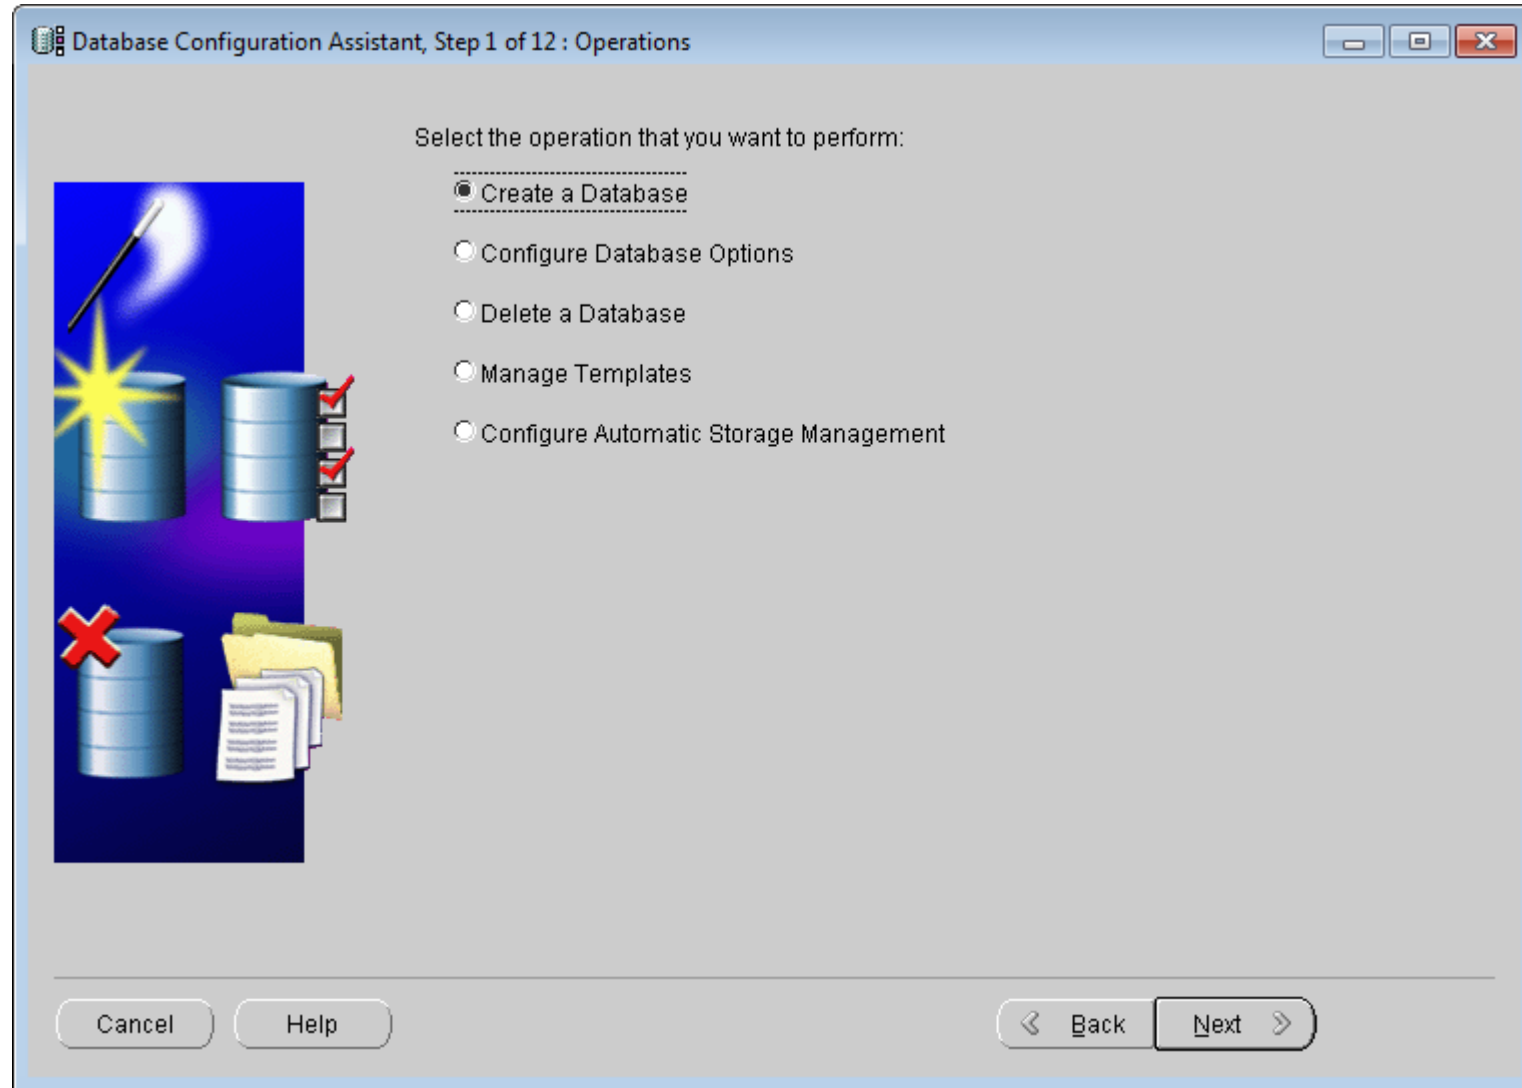 Database Configuration Assistant, Step 1 of 12 : Operations
Select the operation that you want to perform:
Create a Database
Configure Database Options
Delete a Database
Manage Templates
Configure Automatic Storage Management
Cancel
Help
Back
Next